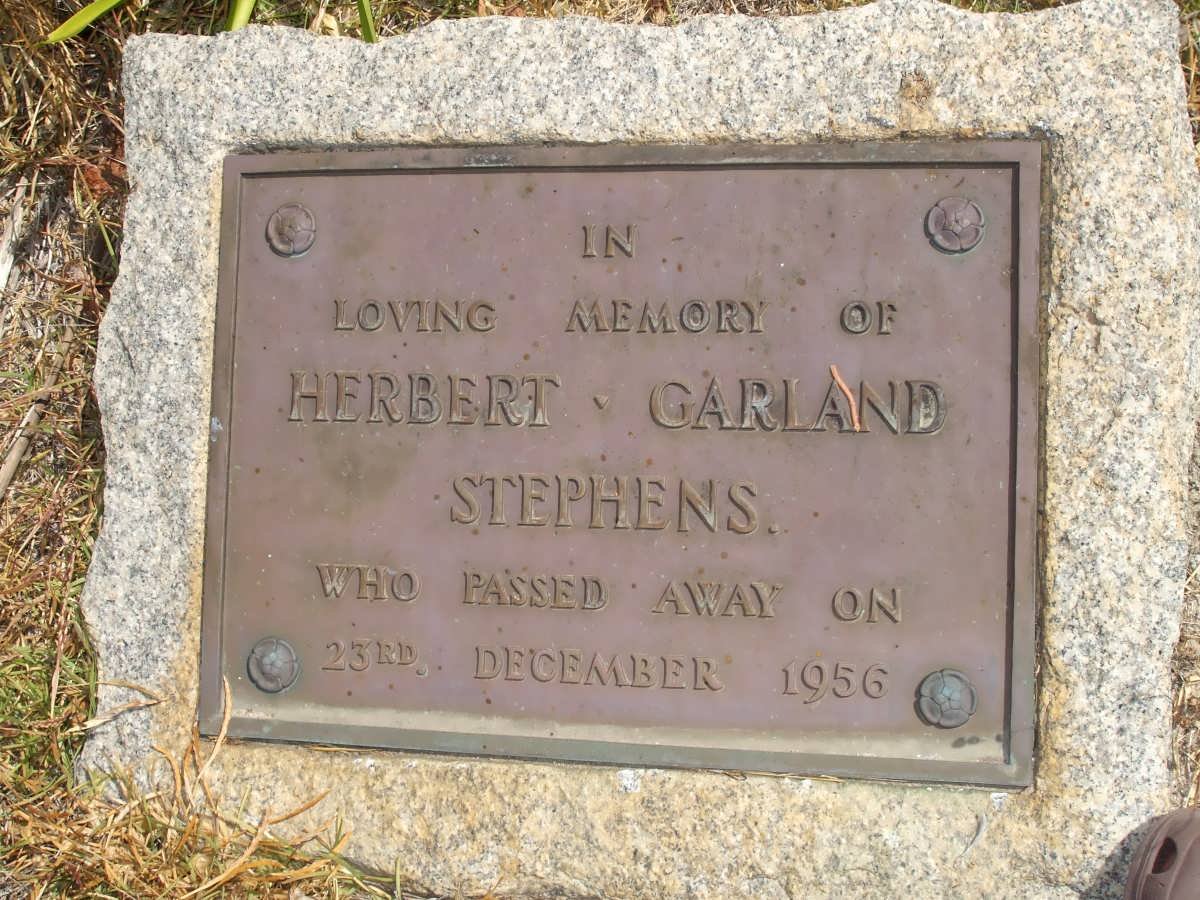 IN
LOVING MEMORY OF
HERBERT · GARLAND
STEPHENS.
WHO PASSED AWAY ON
23RD. DECEMBER 1956